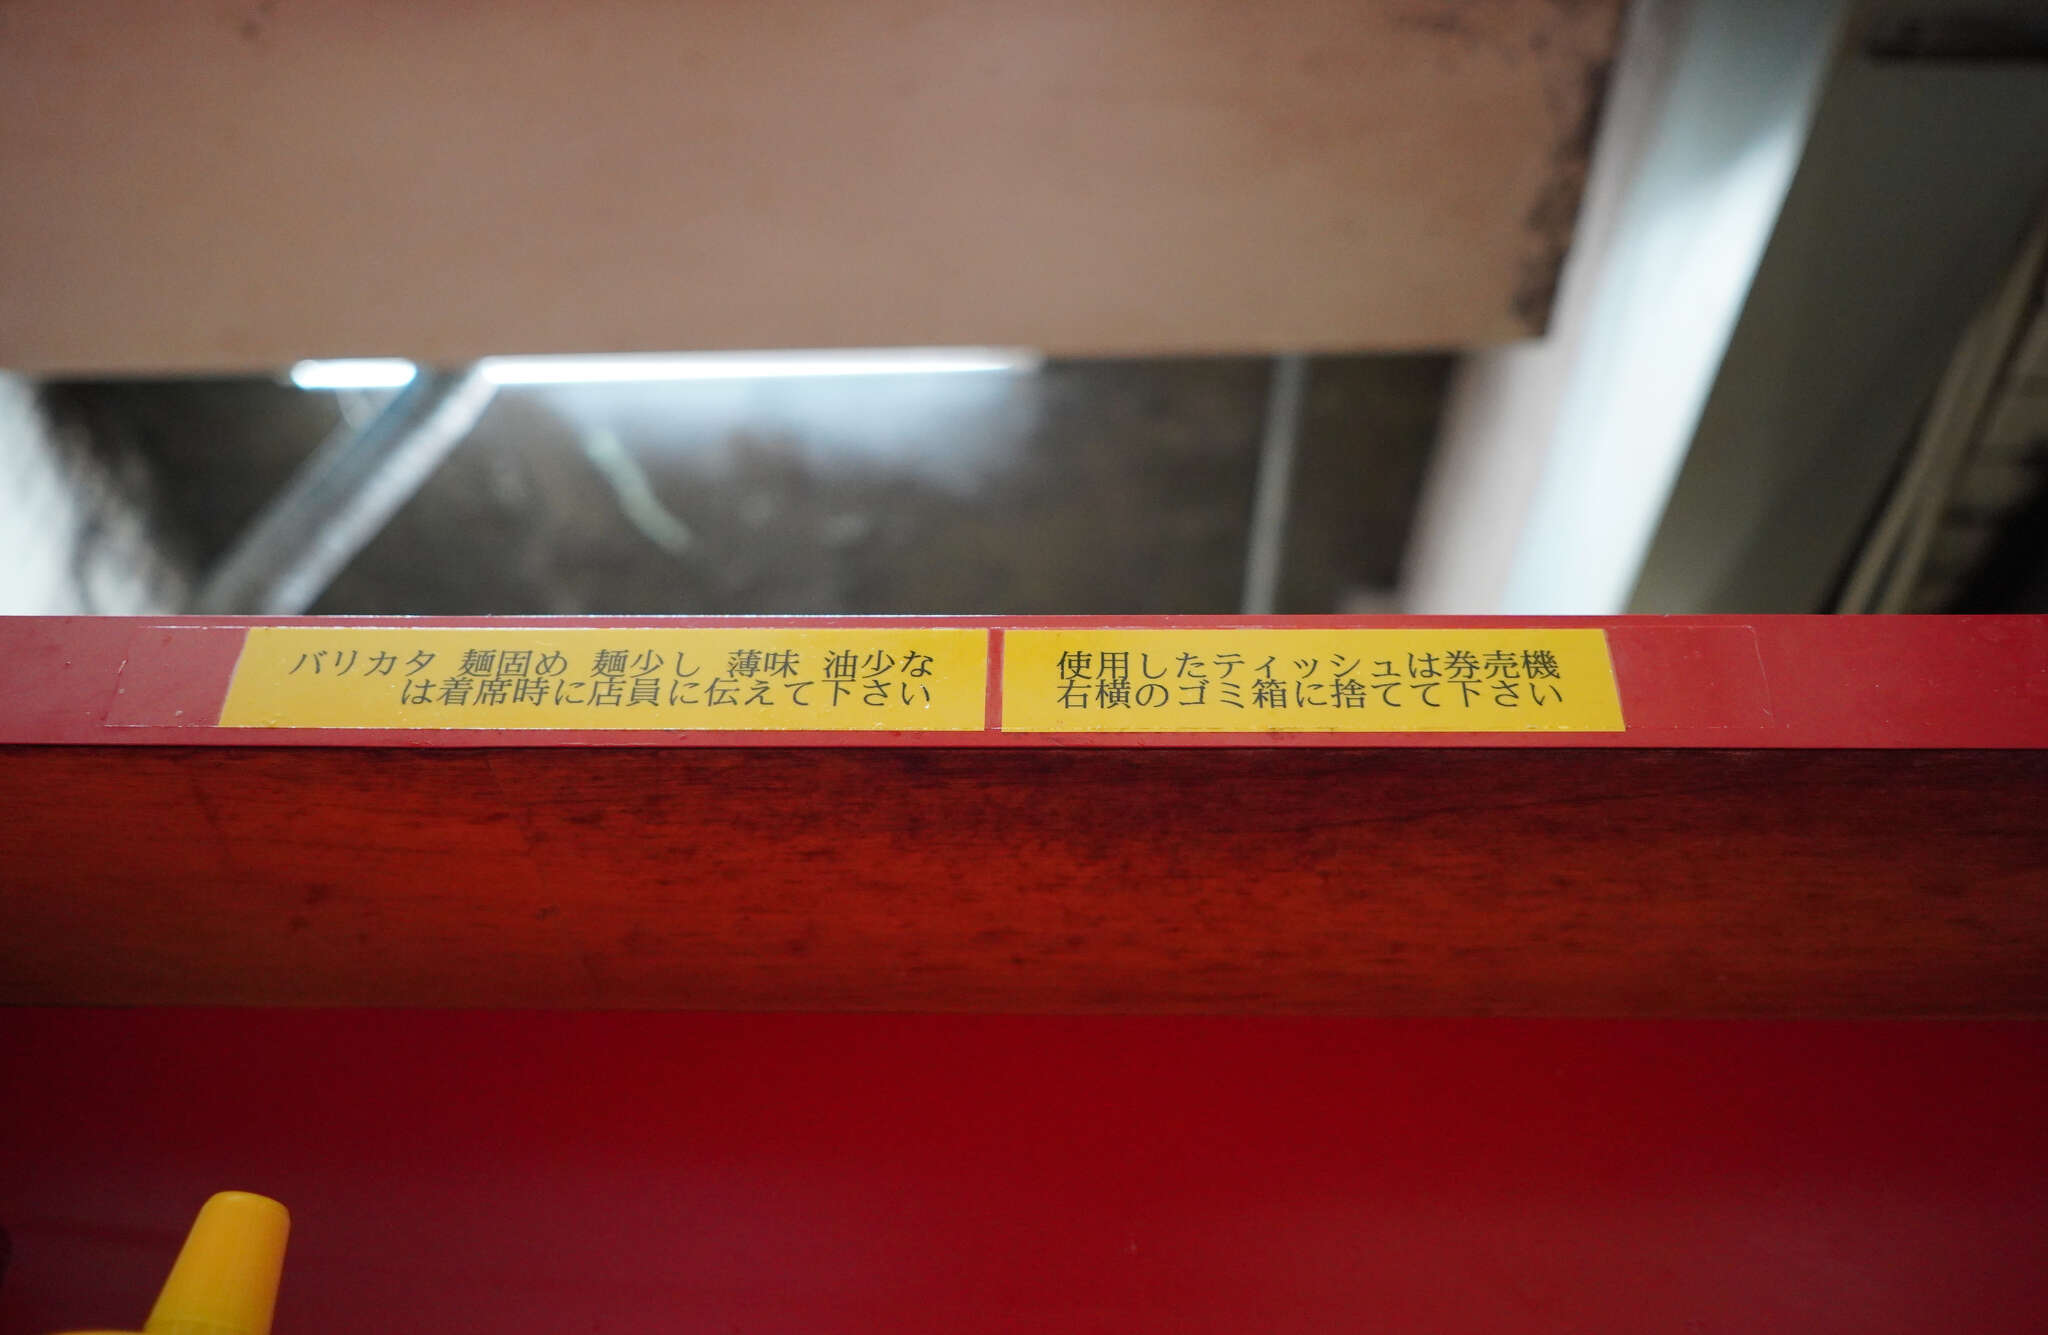 バリカタ 麺固め 麺少し 薄味 油少な
は着席時に店員に伝えて下さい
使用したティッシュは券売機
右横のゴミ箱に捨てて下さい